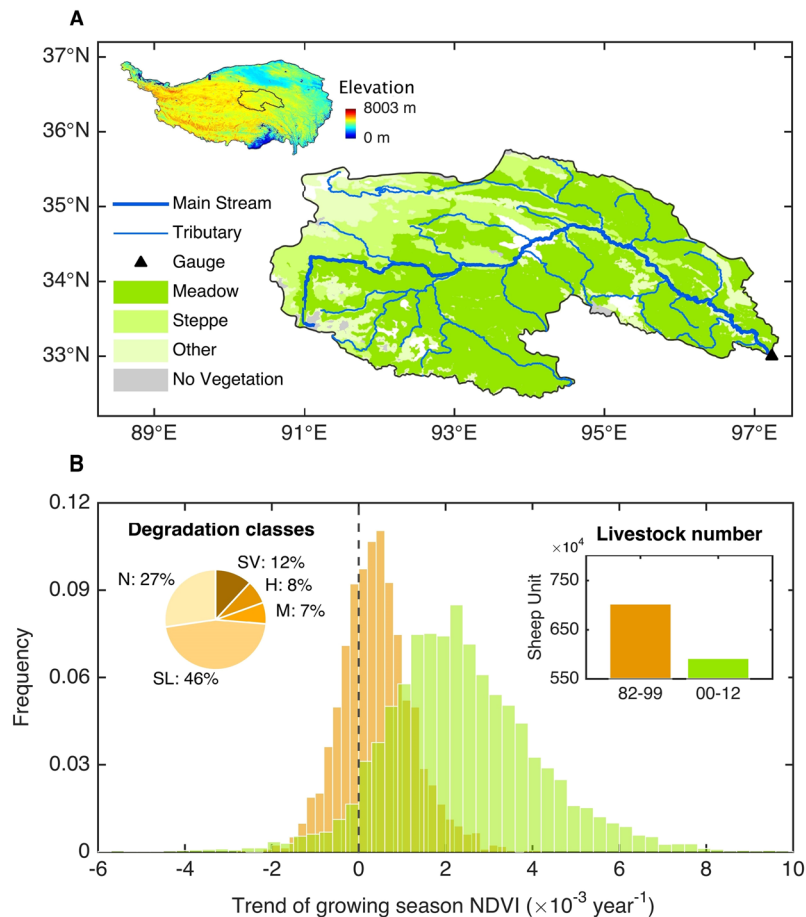 A
37°N
36°N
35°N
34°N
33°N
Elevation
8003 m
0 m
Main Stream
Tributary
Gauge
Meadow
Steppe
Other
No Vegetation
89°E 91°E 93°E 95°E 97°E
B
0.12
0.09
0.06
0.03
0
Frequency
Degradation classes
N: 27%
SV: 12%
H: 8%
M: 7%
SL: 46%
Livestock number
×10⁴
750
650
550
Sheep Unit
82-99 00-12
-6 -4 -2 0 2 4 6 8 10
Trend of growing season NDVI (×10⁻³ year⁻¹)